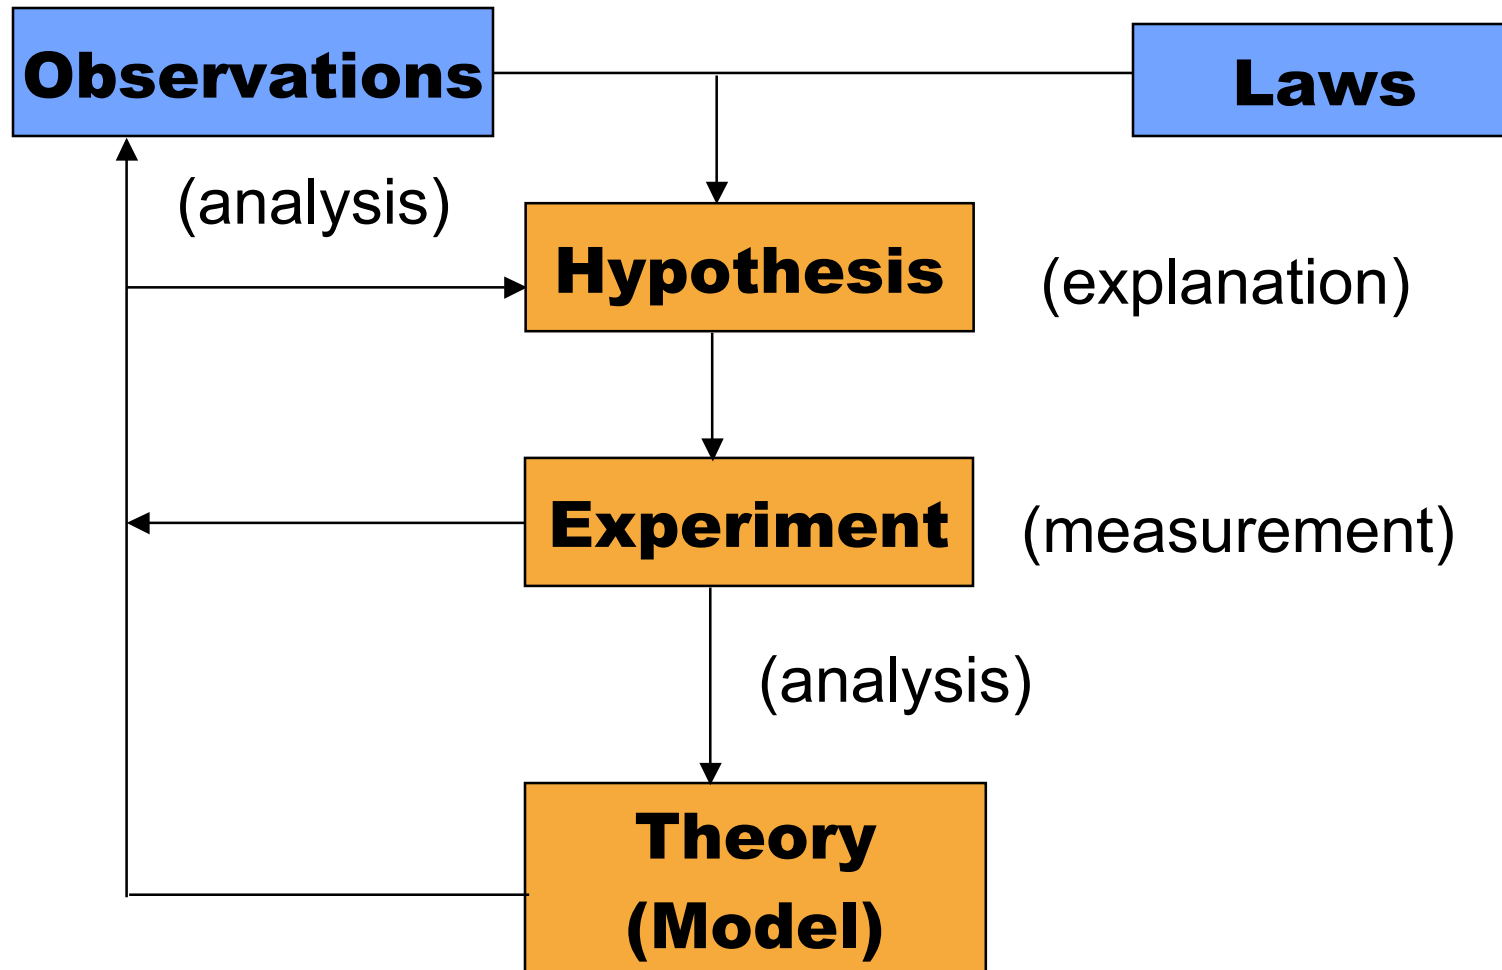 Observations
Laws
(analysis)
Hypothesis
(explanation)
Experiment
(measurement)
(analysis)
Theory
(Model)